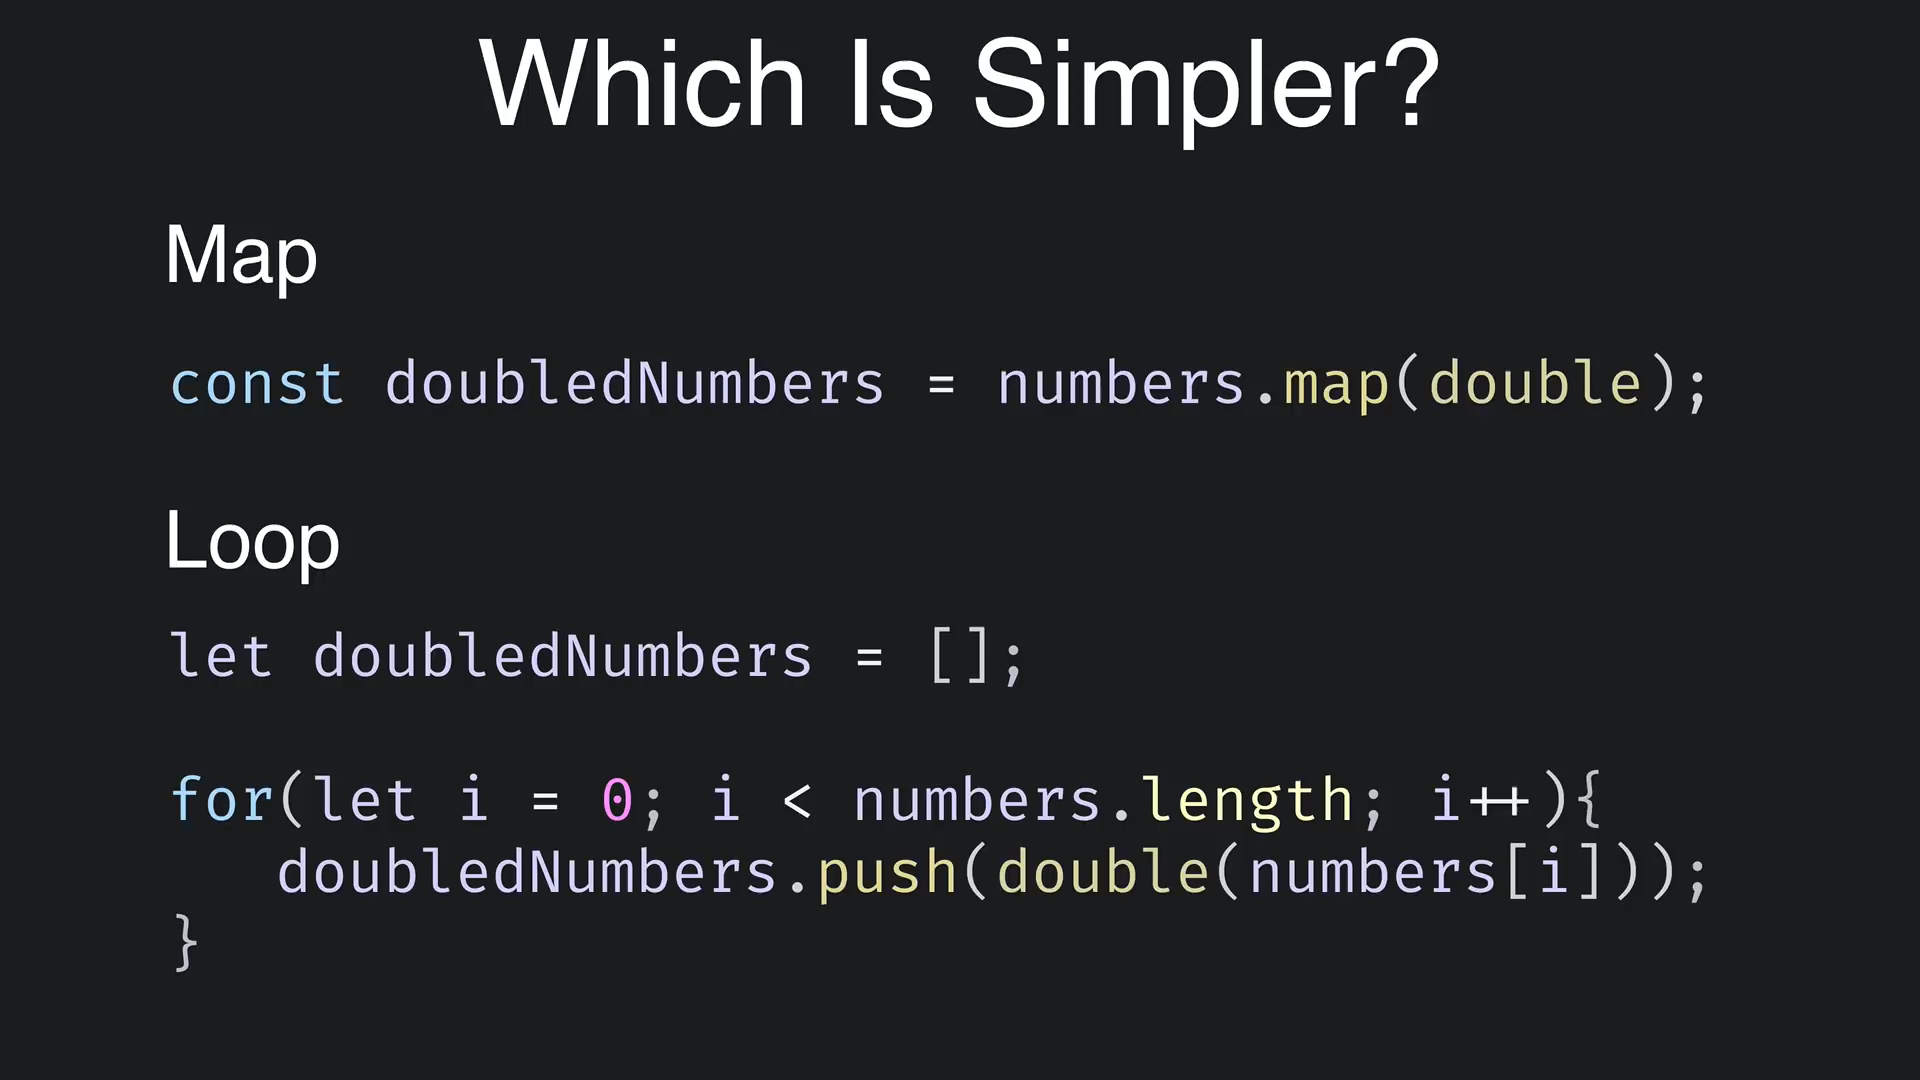 Which Is Simpler?
Map
const doubledNumbers = numbers.map(double);
Loop
let doubledNumbers = [];
for(let i = 0; i < numbers.length; i++){
doubledNumbers.push(double(numbers[i]));
}